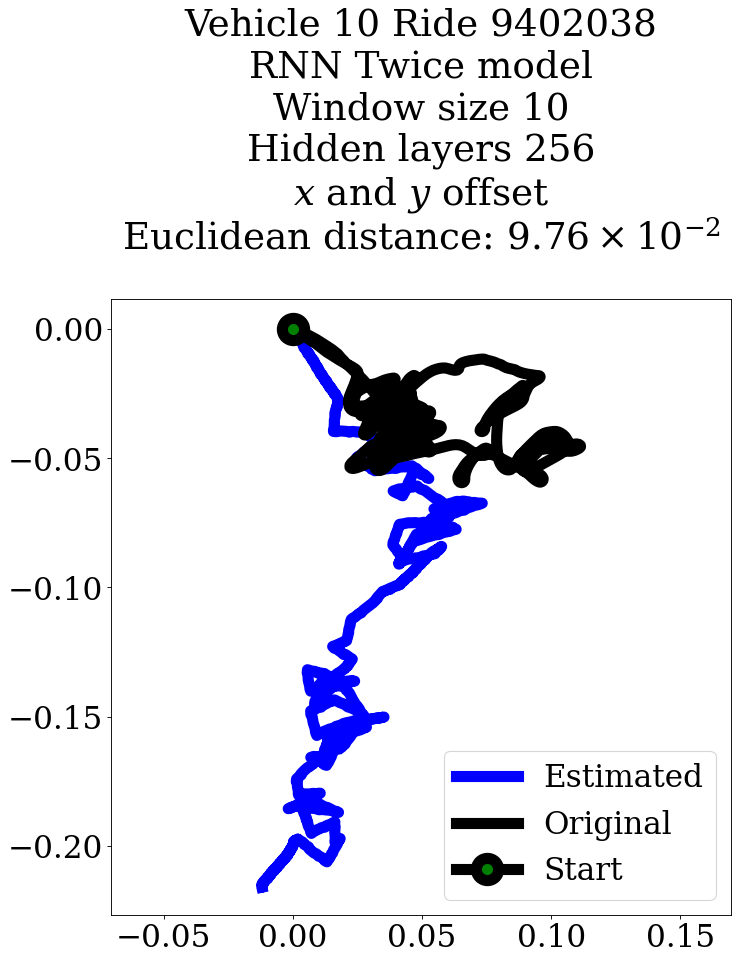 Vehicle 10 Ride 9402038
RNN Twice model
Window size 10
Hidden layers 256
x and y offset
Euclidean distance: 9.76 × 10⁻²
0.00
−0.05
−0.10
−0.15
−0.20
Estimated
Original
Start
−0.05 0.00 0.05 0.10 0.15